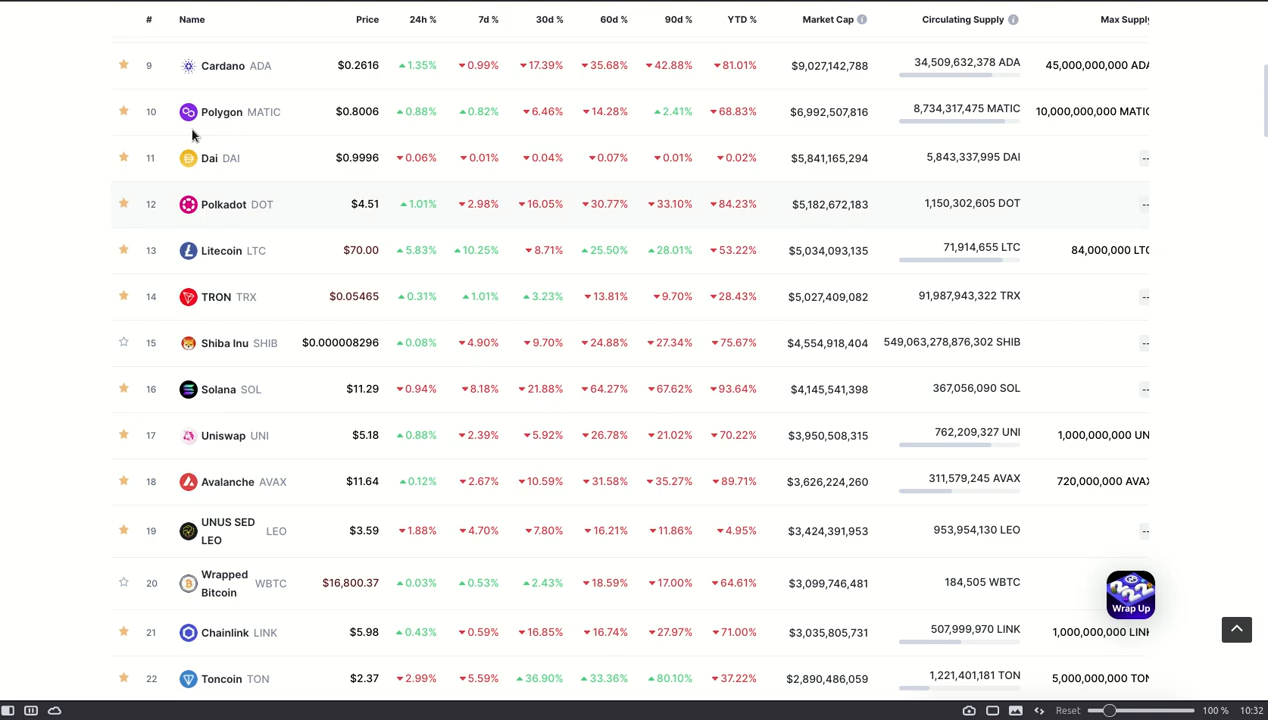 # Name Price 24h % 7d % 30d % 60d % 90d % YTD % Market Cap Circulating Supply Max Supply
9 Cardano ADA $0.2616 1.35% 0.99% 17.39% 35.68% 42.88% 81.01% $9,027,142,788 34,509,632,378 ADA 45,000,000,000 ADA
10 Polygon MATIC $0.8006 0.88% 0.82% 6.46% 14.28% 2.41% 68.83% $6,992,507,816 8,734,317,475 MATIC 10,000,000,000 MATIC
11 Dai DAI $0.9996 0.06% 0.01% 0.04% 0.07% 0.01% 0.02% $5,841,165,294 5,843,337,995 DAI --
12 Polkadot DOT $4.51 1.01% 2.98% 16.05% 30.77% 33.10% 84.23% $5,182,672,183 1,150,302,605 DOT --
13 Litecoin LTC $70.00 5.83% 10.25% 8.71% 25.50% 28.01% 53.22% $5,034,093,135 71,914,655 LTC 84,000,000 LTC
14 TRON TRX $0.05465 0.31% 1.01% 3.23% 13.81% 9.70% 28.43% $5,027,409,082 91,987,943,322 TRX --
15 Shiba Inu SHIB $0.000008296 0.08% 4.90% 9.70% 24.88% 27.34% 75.67% $4,554,918,404 549,063,278,876,302 SHIB --
16 Solana SOL $11.29 0.94% 8.18% 21.88% 64.27% 67.62% 93.64% $4,145,541,398 367,056,090 SOL --
17 Uniswap UNI $5.18 0.88% 2.39% 5.92% 26.78% 21.02% 70.22% $3,950,508,315 762,209,327 UNI 1,000,000,000 UN
18 Avalanche AVAX $11.64 0.12% 2.67% 10.59% 31.58% 35.27% 89.71% $3,626,224,260 311,579,245 AVAX 720,000,000 AVAX
19 UNUS SED LEO LEO $3.59 1.88% 4.70% 7.80% 16.21% 11.86% 4.95% $3,424,391,953 953,954,130 LEO --
20 Wrapped Bitcoin WBTC $16,800.37 0.03% 0.53% 2.43% 18.59% 17.00% 64.61% $3,099,746,481 184,505 WBTC
2022 Wrap Up
21 Chainlink LINK $5.98 0.43% 0.59% 16.85% 16.74% 27.97% 71.00% $3,035,805,731 507,999,970 LINK 1,000,000,000 LINK
22 Toncoin TON $2.37 2.99% 5.59% 36.90% 33.36% 80.10% 37.22% $2,890,486,059 1,221,401,181 TON 5,000,000,000 TON
Reset 100 % 10:32